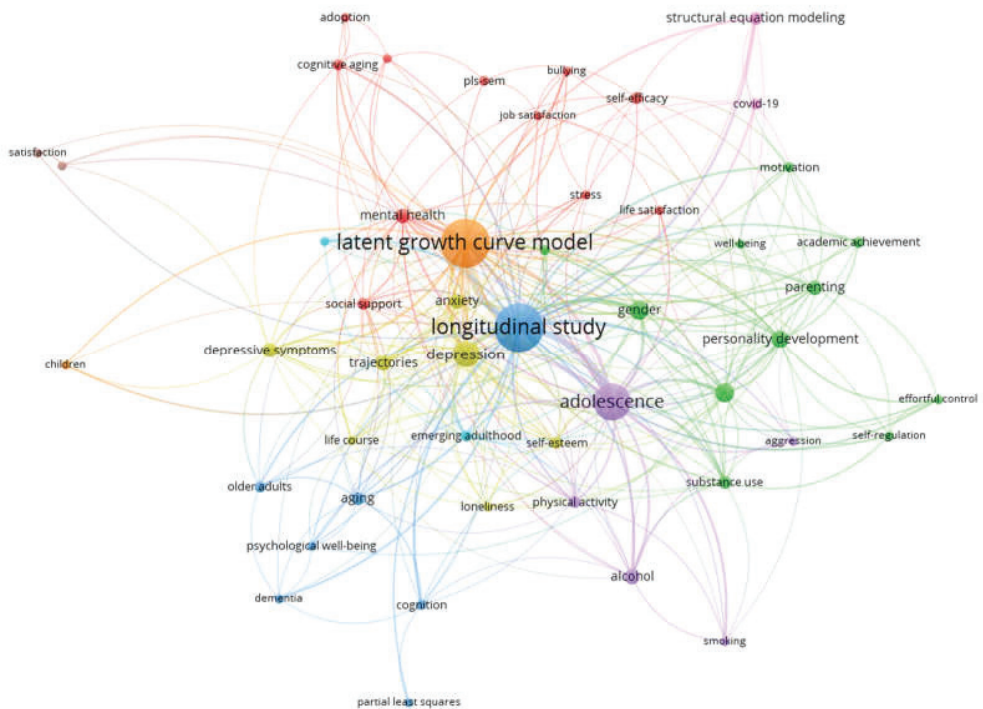 adoption
structural equation modeling
cognitive aging
bullying
pls-sem
self-efficacy
covid-19
job satisfaction
satisfaction
motivation
stress
mental health
life satisfaction
latent growth curve model
well-being
academic achievement
parenting
social support
anxiety
gender
longitudinal study
personality development
depressive symptoms
depression
trajectories
children
adolescence
effortful control
life course
emerging adulthood
self-esteem
aggression
self-regulation
older adults
aging
substance use
loneliness
physical activity
psychological well-being
alcohol
dementia
cognition
smoking
partial least squares